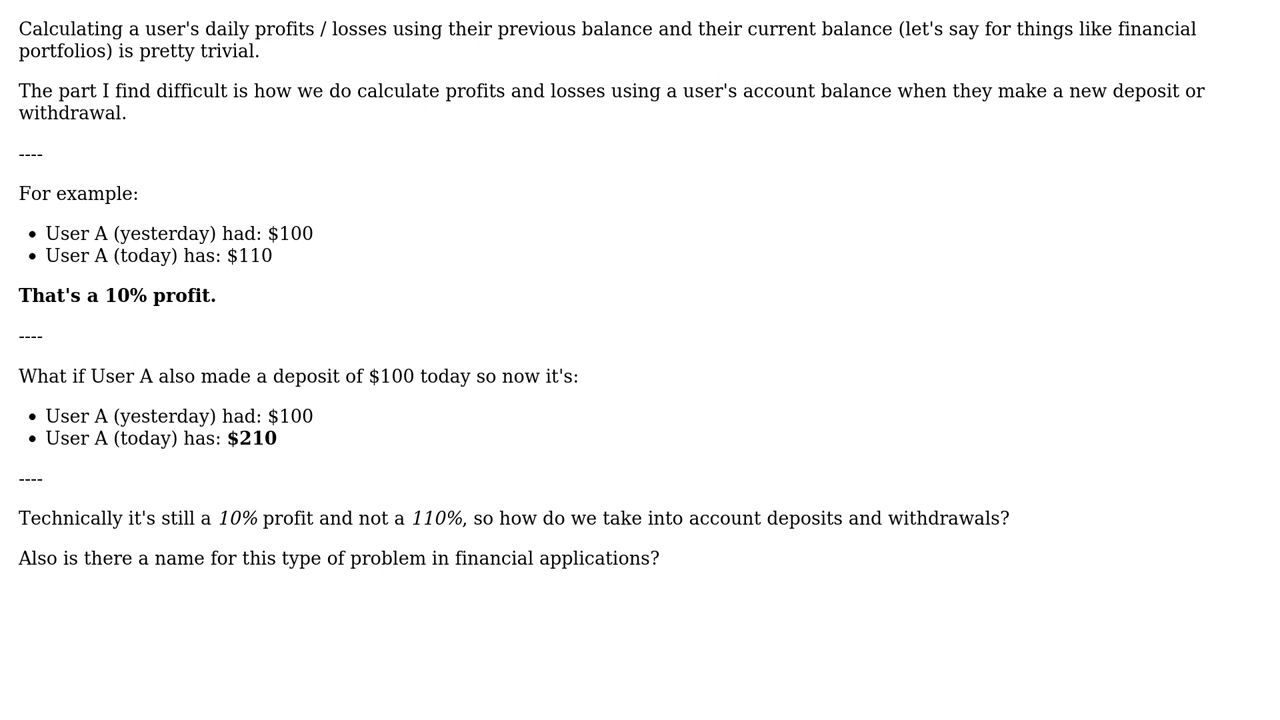 Calculating a user's daily profits / losses using their previous balance and their current balance (let's say for things like financial
portfolios) is pretty trivial.
The part I find difficult is how we do calculate profits and losses using a user's account balance when they make a new deposit or
withdrawal.
----
For example:
• User A (yesterday) had: $100
• User A (today) has: $110
That's a 10% profit.
----
What if User A also made a deposit of $100 today so now it's:
• User A (yesterday) had: $100
• User A (today) has: $210
----
Technically it's still a 10% profit and not a 110%, so how do we take into account deposits and withdrawals?
Also is there a name for this type of problem in financial applications?